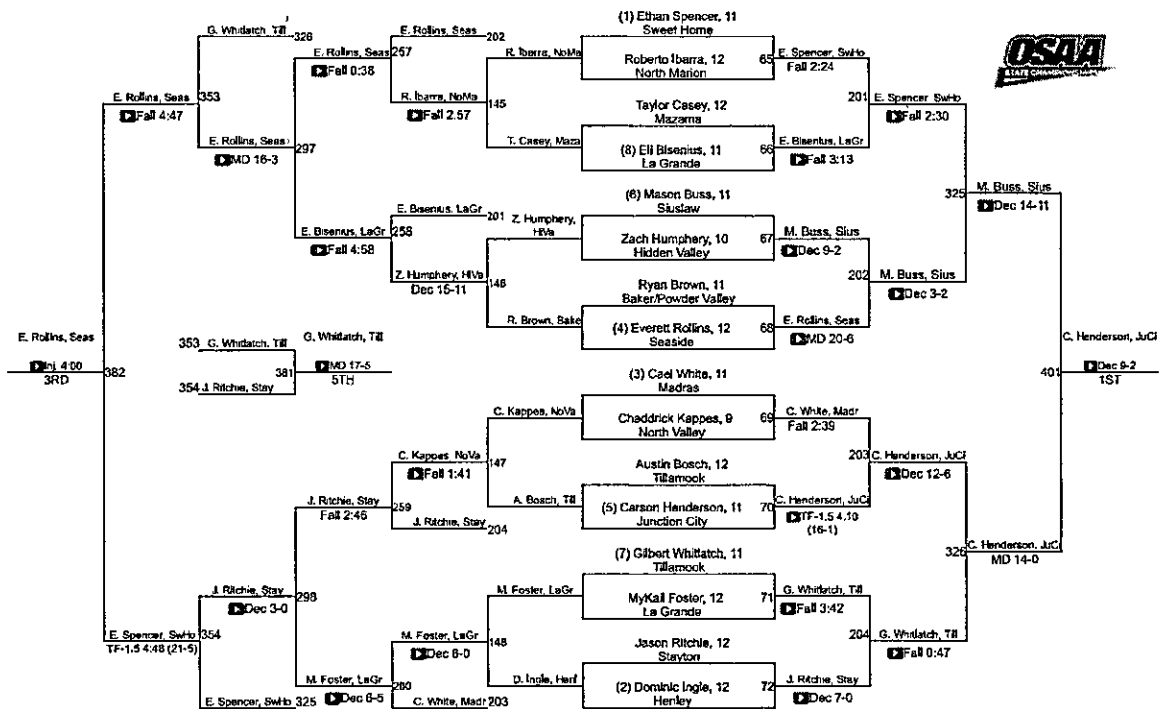 G. Whitlatch, Till
326
E. Rollins, Seas
353
Fall 4:47
E. Rollins, Seas
297
MD 16-3
E. Rollins, Seas
257
Fall 0:38
E. Rollins, Seas
202
R. Ibarra, NoMa
145
Fall 2:57
R. Ibarra, NoMa
T. Casey, Maza
E. Bisenius, LaGr
258
Fall 4:58
E. Bisenius, LaGr
201
Z. Humphery, HiVa
146
Dec 15-11
Z. Humphery,
HiVa
R. Brown, Bake
E. Rollins, Seas
Inj. 4:00
382
3RD
353
G. Whitlatch, Till
354
J. Ritchie, Stay
381
G. Whitlatch, Till
MD 17-5
5TH
C. Kappes, NoVa
147
Fall 1:41
C. Kappes, NoVa
A. Bosch, Till
J. Ritchie, Stay
259
Fall 2:46
J. Ritchie, Stay
204
J. Ritchie, Stay
298
Dec 3-0
E. Spencer, SwHo
354
TF-1.5 4:48 (21-5)
M. Foster, LaGr
148
Dec 6-0
M. Foster, LaGr
D. Ingle, Henl
M. Foster, LaGr
260
Dec 6-5
C. White, Madr
203
E. Spencer, SwHo
325
(1) Ethan Spencer, 11
Sweet Home
Roberto Ibarra, 12
North Marion
65
E. Spencer, SwHo
Fall 2:24
Taylor Casey, 12
Mazama
(8) Eli Bisenius, 11
La Grande
66
E. Bisenius, LaGr
Fall 3:13
201
E. Spencer, SwHo
Fall 2:30
(6) Mason Buss, 11
Siuslaw
Zach Humphery, 10
Hidden Valley
67
M. Buss, Sius
Dec 9-2
Ryan Brown, 11
Baker/Powder Valley
(4) Everett Rollins, 12
Seaside
68
E. Rollins, Seas
MD 20-6
202
M. Buss, Sius
Dec 3-2
325
M. Buss, Sius
Dec 14-11
(3) Cael White, 11
Madras
Chaddrick Kappes, 9
North Valley
69
C. White, Madr
Fall 2:39
Austin Bosch, 12
Tillamook
(5) Carson Henderson, 11
Junction City
70
C. Henderson, JuCi
TF-1.5 4:10
(16-1)
203
C. Henderson, JuCi
Dec 12-6
(7) Gilbert Whitlatch, 11
Tillamook
MyKail Foster, 12
La Grande
71
G. Whitlatch, Till
Fall 3:42
Jason Ritchie, 12
Stayton
(2) Dominic Ingle, 12
Henley
72
J. Ritchie, Stay
Dec 7-0
204
G. Whitlatch, Till
Fall 0:47
326
C. Henderson, JuCi
MD 14-0
401
C. Henderson, JuCi
Dec 9-2
1ST
OSAA